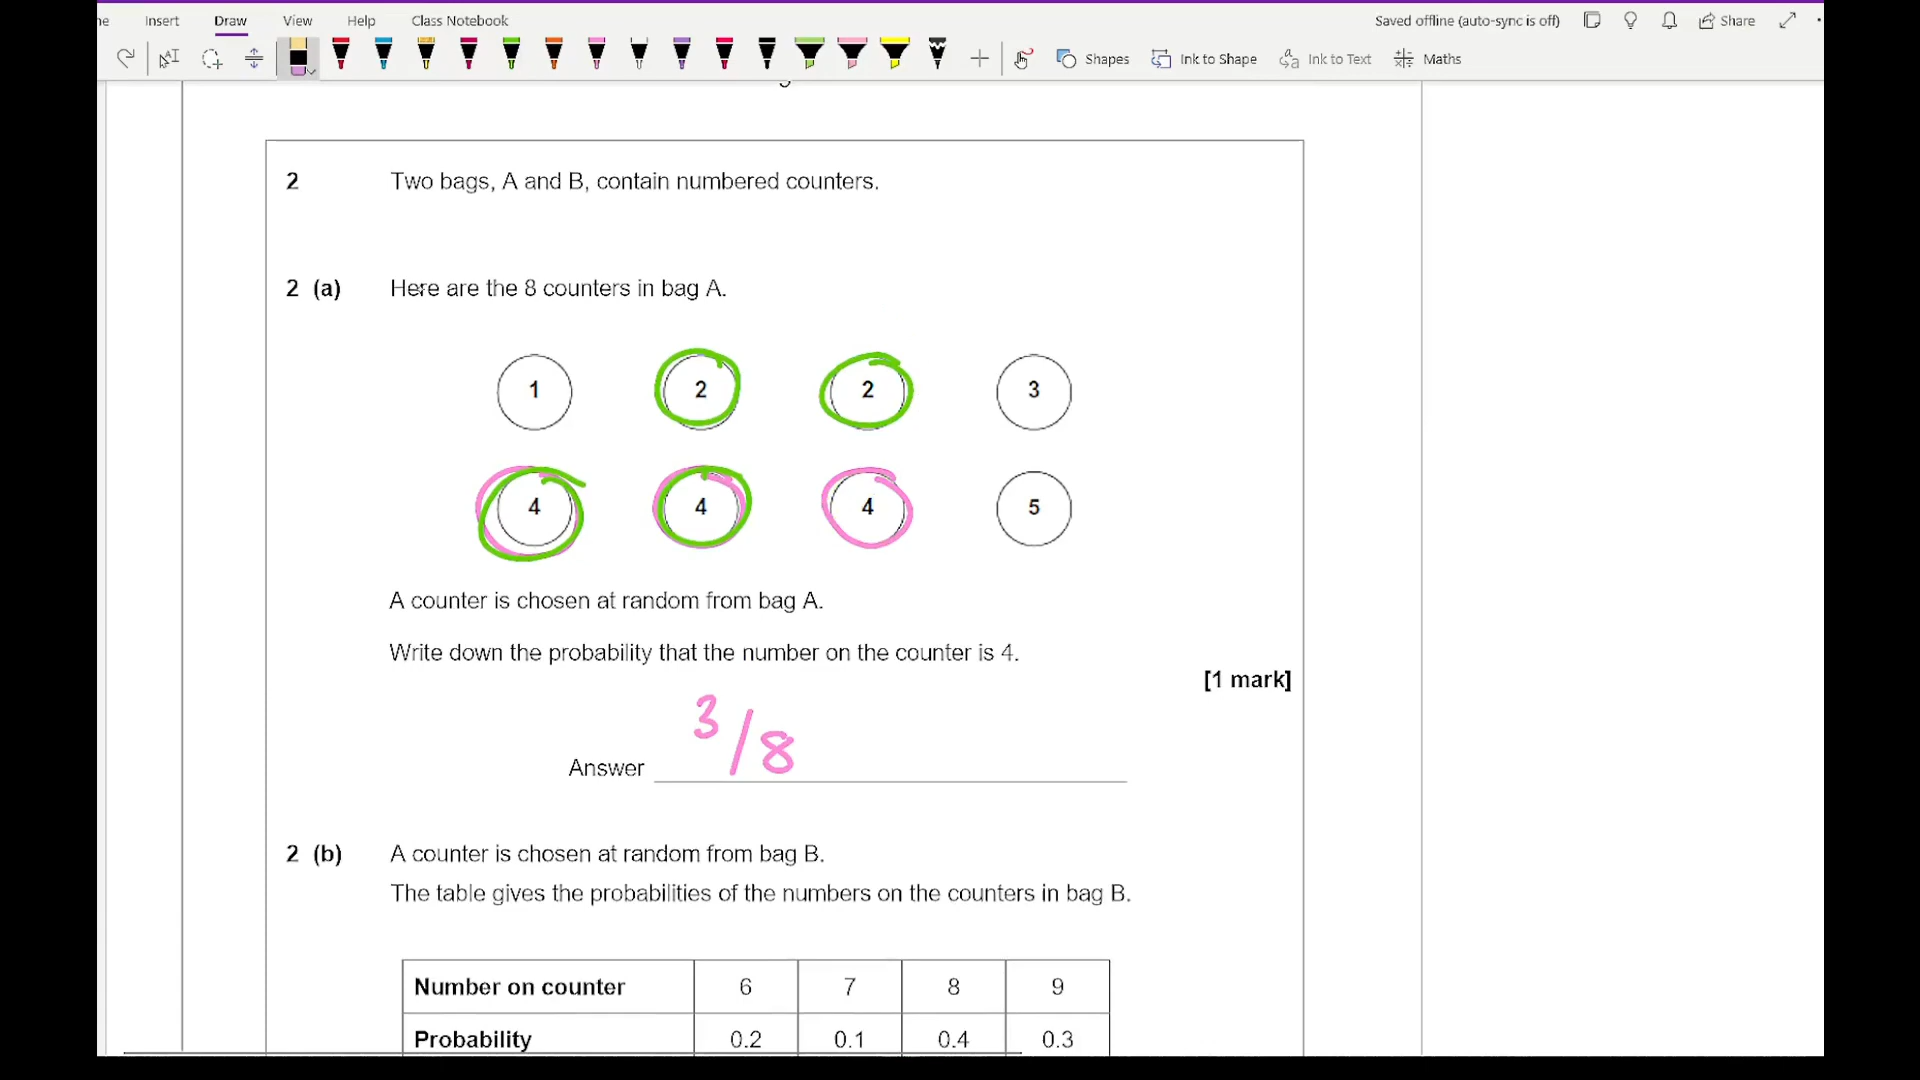 ne Insert Draw View Help Class Notebook Saved offline (auto-sync is off) Share
Shapes Ink to Shape Ink to Text Maths
2 Two bags, A and B, contain numbered counters.
2 (a) Here are the 8 counters in bag A.
1 2 2 3
4 4 4 5
A counter is chosen at random from bag A.
Write down the probability that the number on the counter is 4.
[1 mark]
3/8
Answer
2 (b) A counter is chosen at random from bag B.
The table gives the probabilities of the numbers on the counters in bag B.
Number on counter 6 7 8 9
Probability 0.2 0.1 0.4 0.3